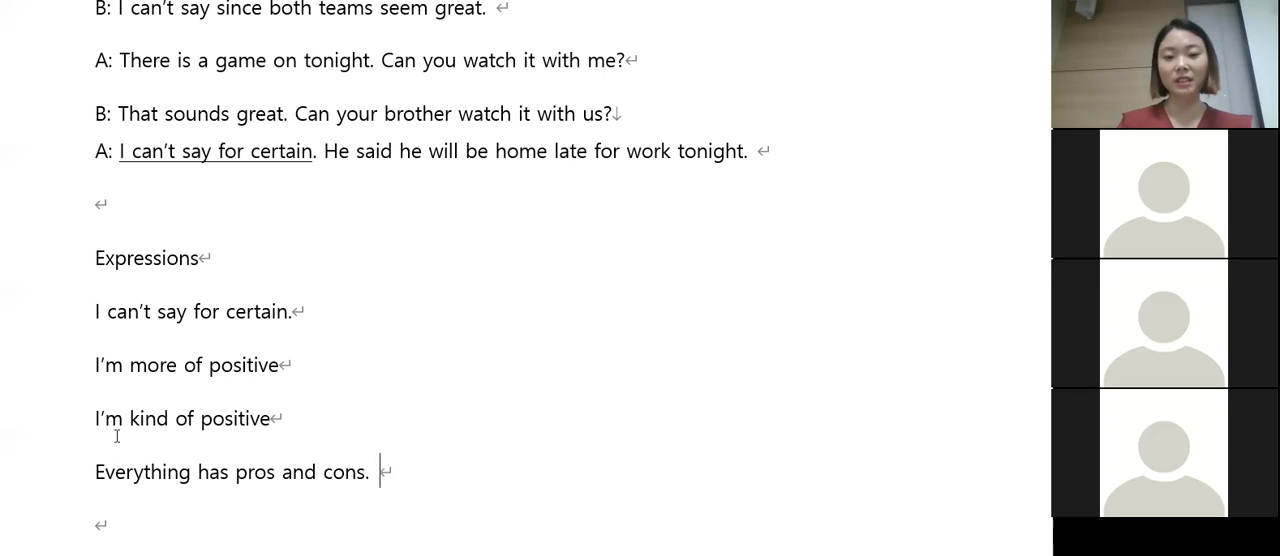 B: I can’t say since both teams seem great.
A: There is a game on tonight. Can you watch it with me?
B: That sounds great. Can your brother watch it with us?
A: I can’t say for certain. He said he will be home late for work tonight.
Expressions
I can’t say for certain.
I’m more of positive
I’m kind of positive
Everything has pros and cons.